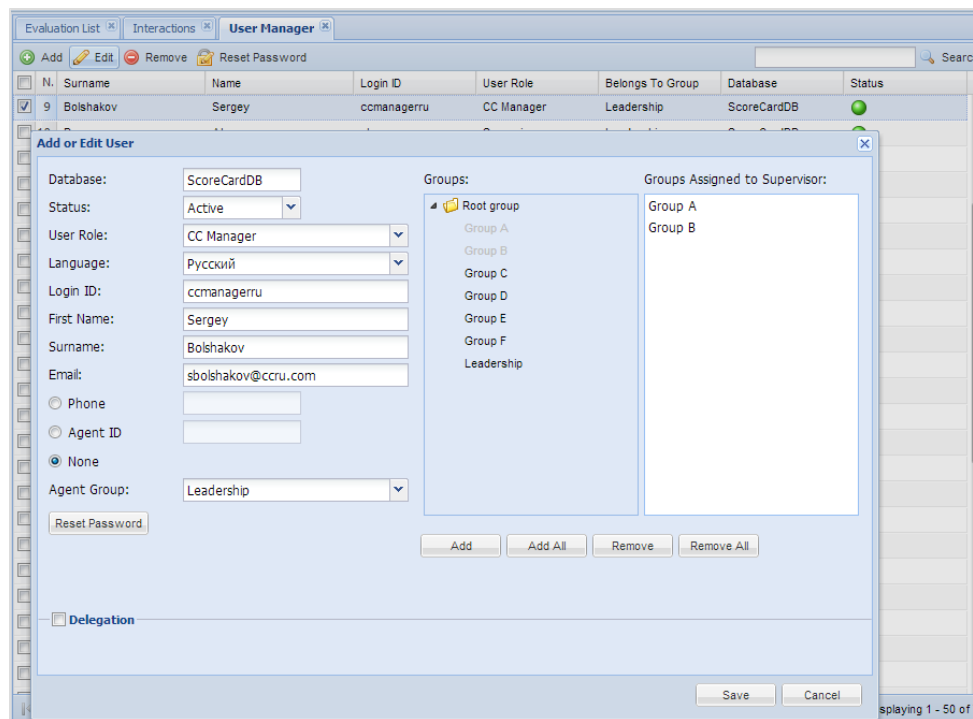 Evaluation List Interactions User Manager
Add Edit Remove Reset Password Searc
N. Surname Name Login ID User Role Belongs To Group Database Status
9 Bolshakov Sergey ccmanagerru CC Manager Leadership ScoreCardDB
Add or Edit User
Database: ScoreCardDB
Status: Active
User Role: CC Manager
Language: Русский
Login ID: ccmanagerru
First Name: Sergey
Surname: Bolshakov
Email: sbolshakov@ccru.com
Phone
Agent ID
None
Agent Group: Leadership
Reset Password
Groups:
Root group
Group A
Group B
Group C
Group D
Group E
Group F
Leadership
Groups Assigned to Supervisor:
Group A
Group B
Add Add All Remove Remove All
Delegation
Save Cancel
splaying 1 - 50 of